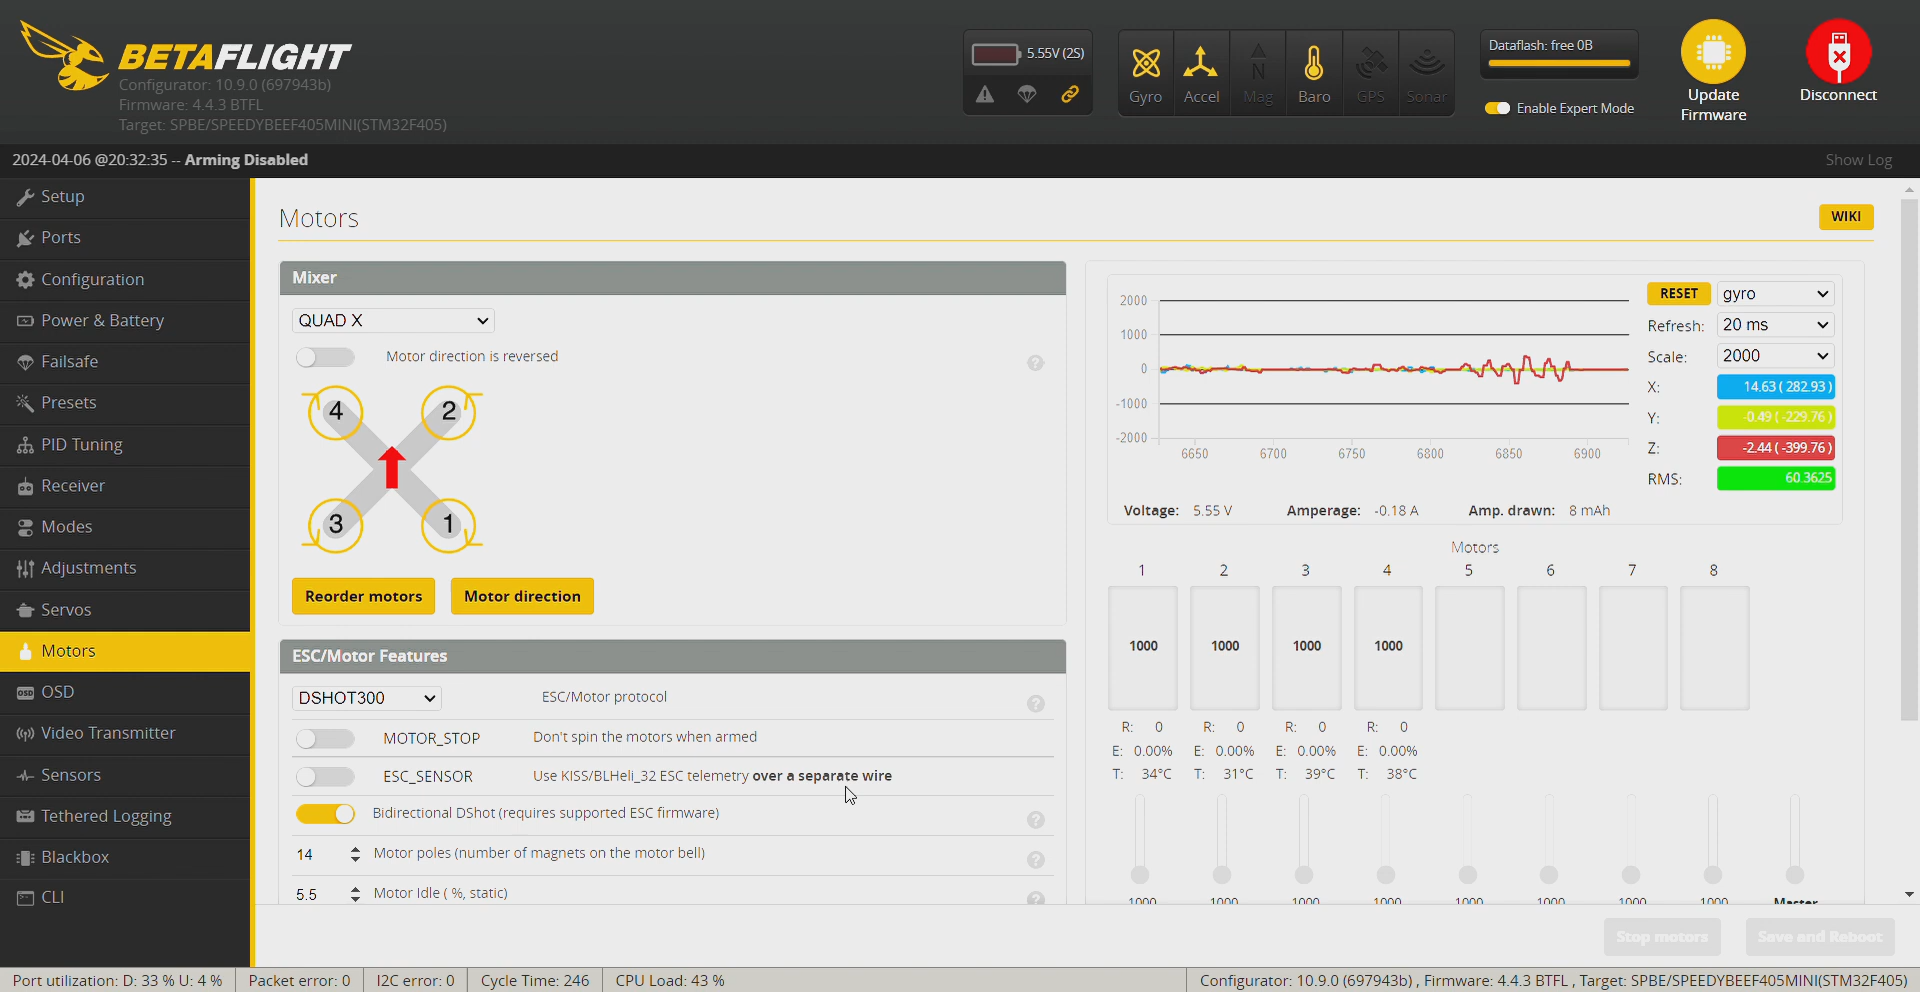 BETAFLIGHT
Configurator: 10.9.0 (697943b)
Firmware: 4.4.3 BTFL
Target: SPBE/SPEEDYBEEF405MINI(STM32F405)
5.55V (2S)
Gyro
Accel
N
Mag
Baro
GPS
Sonar
Dataflash: free 0B
Enable Expert Mode
Update
Firmware
Disconnect
2024-04-06 @20:32:35 -- Arming Disabled
Show Log
Setup
Ports
Configuration
Power & Battery
Failsafe
Presets
PID Tuning
Receiver
Modes
Adjustments
Servos
Motors
OSD
Video Transmitter
Sensors
Tethered Logging
Blackbox
CLI
Motors
WIKI
Mixer
QUAD X
Motor direction is reversed
?
4 2
3 1
Reorder motors
Motor direction
ESC/Motor Features
DSHOT300
ESC/Motor protocol
?
MOTOR_STOP
Don't spin the motors when armed
ESC_SENSOR
Use KISS/BLHeli_32 ESC telemetry over a separate wire
Bidirectional DShot (requires supported ESC firmware)
?
14
Motor poles (number of magnets on the motor bell)
?
5.5
Motor Idle ( %, static)
?
2000
1000
0
-1000
-2000
6650 6700 6750 6800 6850 6900
RESET
gyro
Refresh: 20 ms
Scale: 2000
X: 14.63 ( 282.93 )
Y: -0.49 ( -229.76 )
Z: -2.44 ( -399.76 )
RMS: 60.3625
Voltage: 5.55 V
Amperage: -0.18 A
Amp. drawn: 8 mAh
Motors
1 2 3 4 5 6 7 8
1000 1000 1000 1000
R: 0 R: 0 R: 0 R: 0
E: 0.00% E: 0.00% E: 0.00% E: 0.00%
T: 34°C T: 31°C T: 39°C T: 38°C
1000 1000 1000 1000 1000 1000 1000 1000 Master
Stop motors
Save and Reboot
Port utilization: D: 33 % U: 4 %
Packet error: 0
I2C error: 0
Cycle Time: 246
CPU Load: 43 %
Configurator: 10.9.0 (697943b) , Firmware: 4.4.3 BTFL , Target: SPBE/SPEEDYBEEF405MINI(STM32F405)